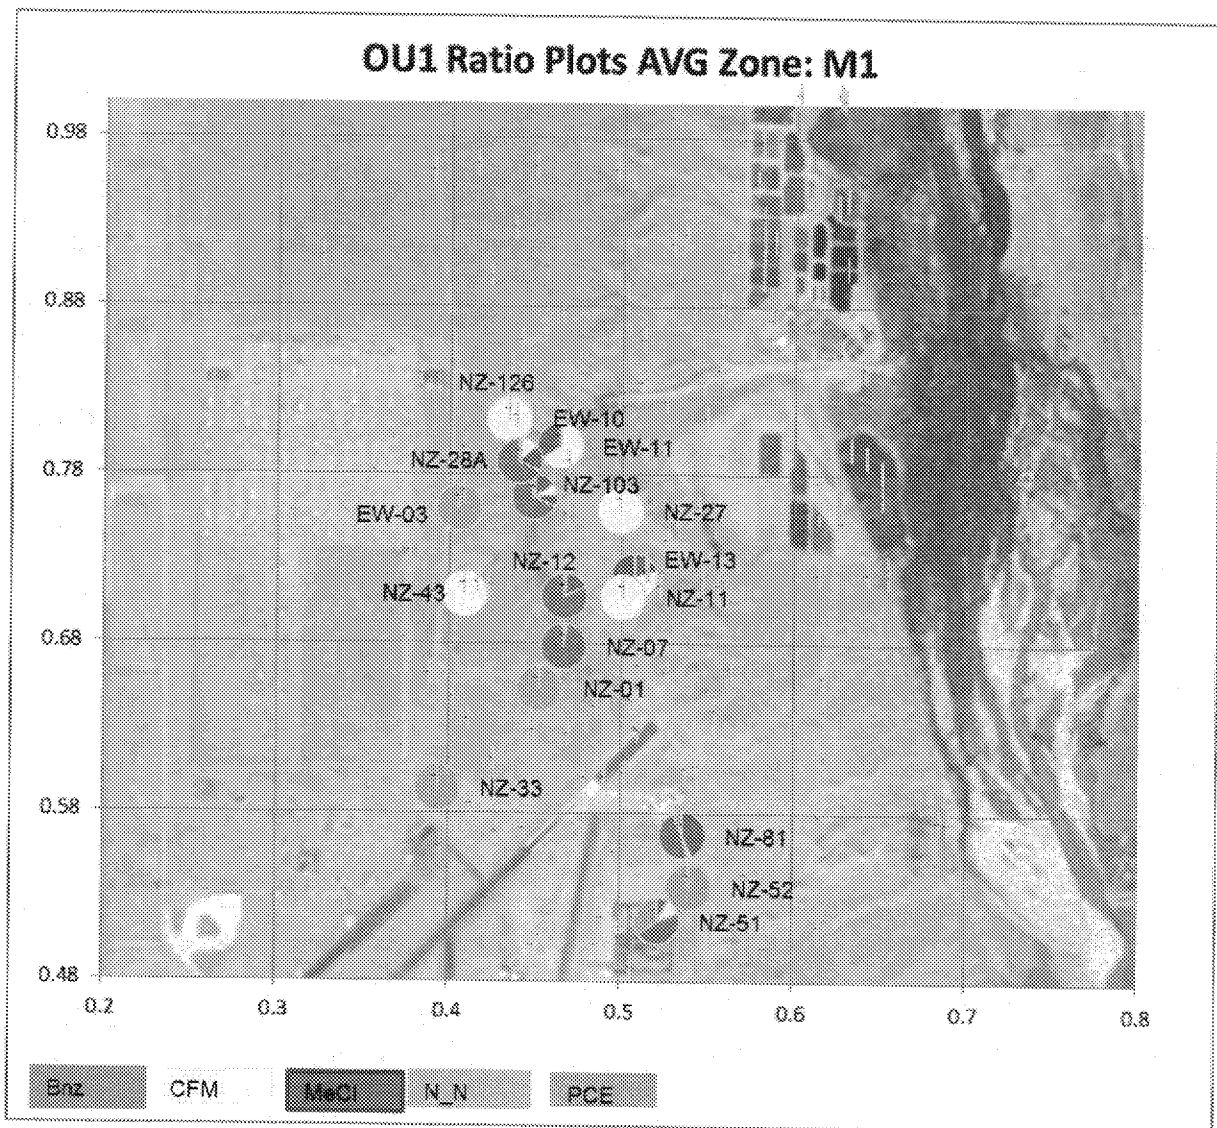 OU1 Ratio Plots AVG Zone: M1
0.98
0.88
NZ-126
EW-10
EW-11
NZ-28A
0.78
NZ-103
EW-03
NZ-27
NZ-12
EW-13
NZ-43
NZ-11
0.68
NZ-07
NZ-01
NZ-33
0.58
NZ-81
NZ-52
NZ-51
0.48
0.2 0.3 0.4 0.5 0.6 0.7 0.8
Bnz CFM MeCl N_N PCE